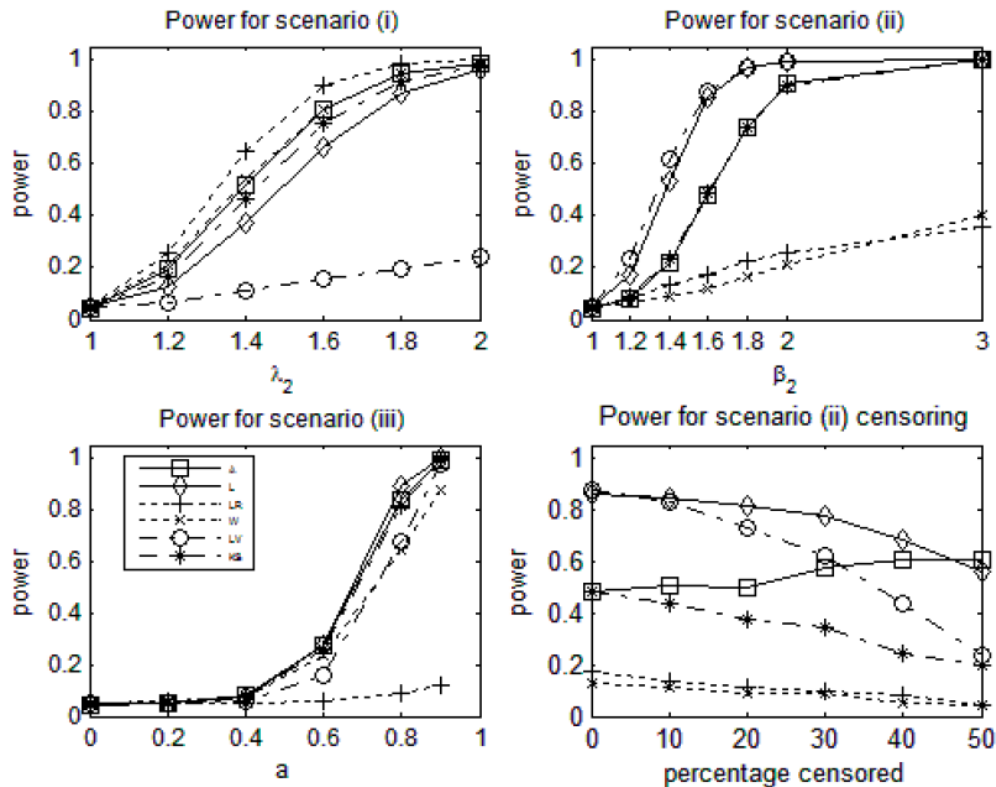 Power for scenario (i)
power
1
0.8
0.6
0.4
0.2
0
1 1.2 1.4 1.6 1.8 2
λ2
Power for scenario (ii)
power
1
0.8
0.6
0.4
0.2
0
1 1.2 1.4 1.6 1.8 2 3
β2
Power for scenario (iii)
power
1
0.8
0.6
0.4
0.2
0
A
L
LR
W
LV
KS
0 0.2 0.4 0.6 0.8 1
a
Power for scenario (ii) censoring
power
1
0.8
0.6
0.4
0.2
0
0 10 20 30 40 50
percentage censored